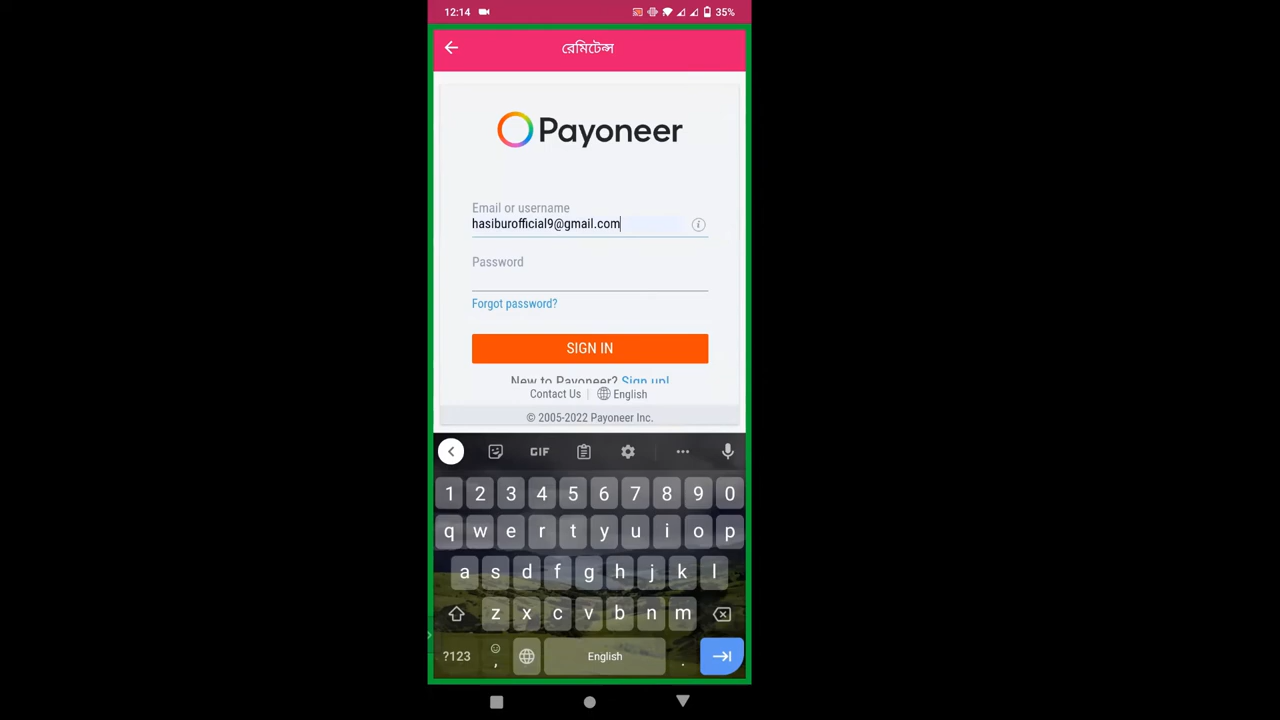 12:14 35%
রেমিটেন্স
Payoneer
Email or username
hasiburofficial9@gmail.com
Password
Forgot password?
SIGN IN
New to Payoneer? Sign up!
Contact Us | English
© 2005-2022 Payoneer Inc.
GIF
1 2 3 4 5 6 7 8 9 0
q w e r t y u i o p
a s d f g h j k l
z x c v b n m
?123 , English .